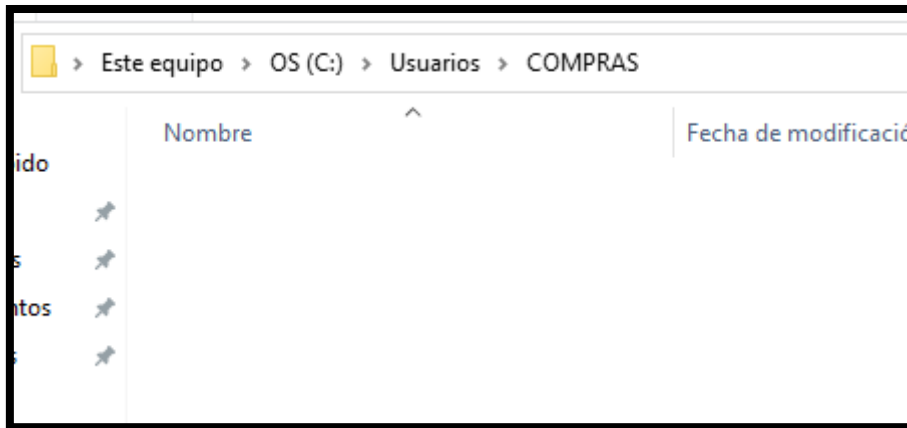 Este equipo > OS (C:) > Usuarios > COMPRAS
Nombre
Fecha de modificació
ido
s
ntos
s